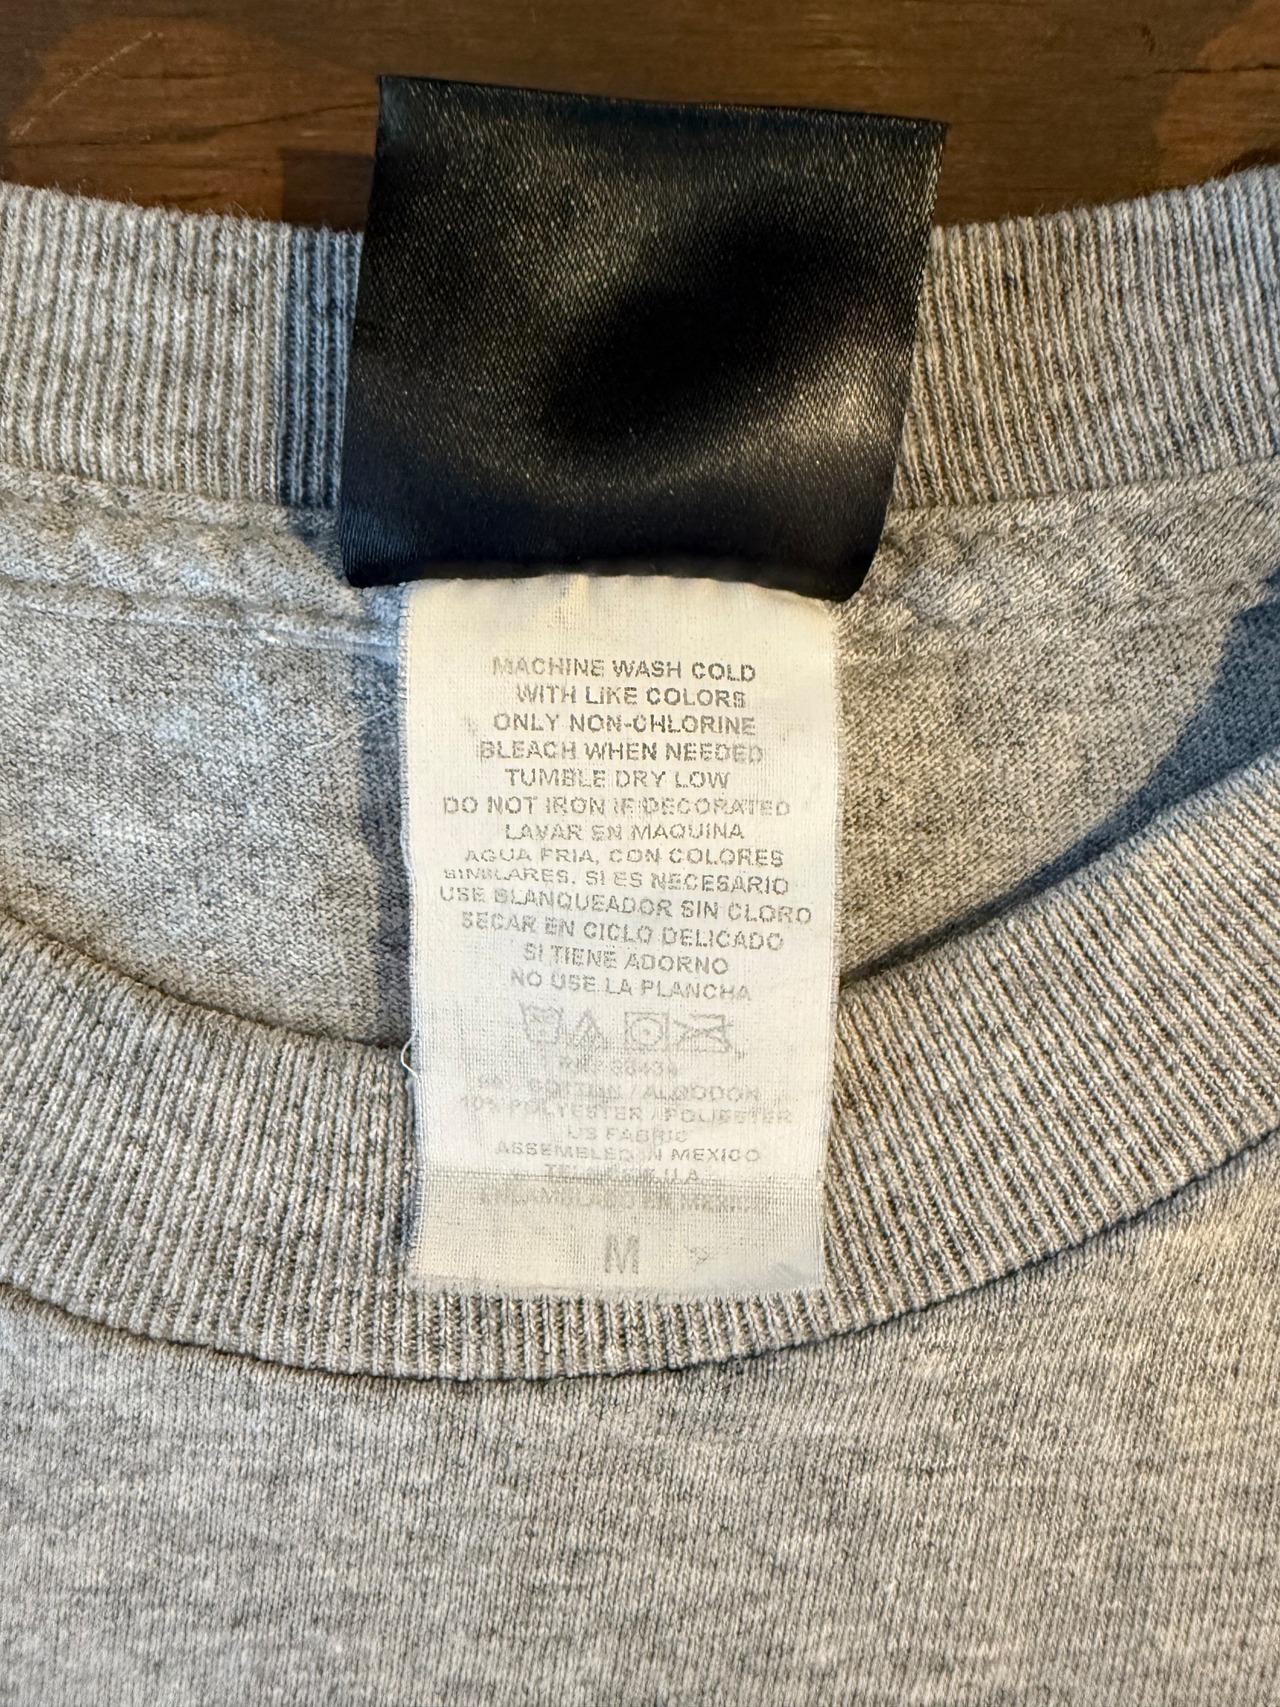 MACHINE WASH COLD
WITH LIKE COLORS
ONLY NON-CHLORINE
BLEACH WHEN NEEDED
TUMBLE DRY LOW
DO NOT IRON IF DECORATED
LAVAR EN MAQUINA
AGUA FRIA, CON COLORES
SIMILARES. SI ES NECESARIO
USE BLANQUEADOR SIN CLORO
SECAR EN CICLO DELICADO
SI TIENE ADORNO
NO USE LA PLANCHA
COTTON / ALGODON
10% POLYESTER / POLIESTER
US FABRIC
ASSEMBLED IN MEXICO
EN
M